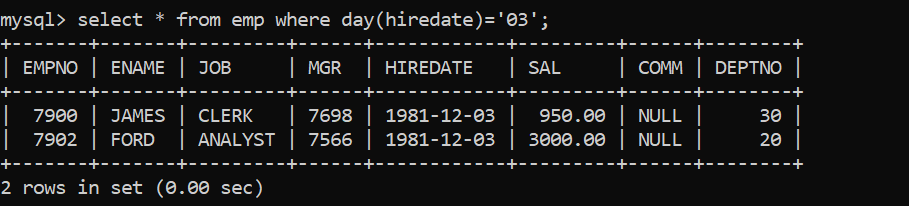 mysql> select * from emp where day(hiredate)='03';
+-------+-------+---------+------+------------+---------+------+--------+
| EMPNO | ENAME | JOB     | MGR  | HIREDATE   | SAL     | COMM | DEPTNO |
+-------+-------+---------+------+------------+---------+------+--------+
|  7900 | JAMES | CLERK   | 7698 | 1981-12-03 |  950.00 | NULL |     30 |
|  7902 | FORD  | ANALYST | 7566 | 1981-12-03 | 3000.00 | NULL |     20 |
+-------+-------+---------+------+------------+---------+------+--------+
2 rows in set (0.00 sec)